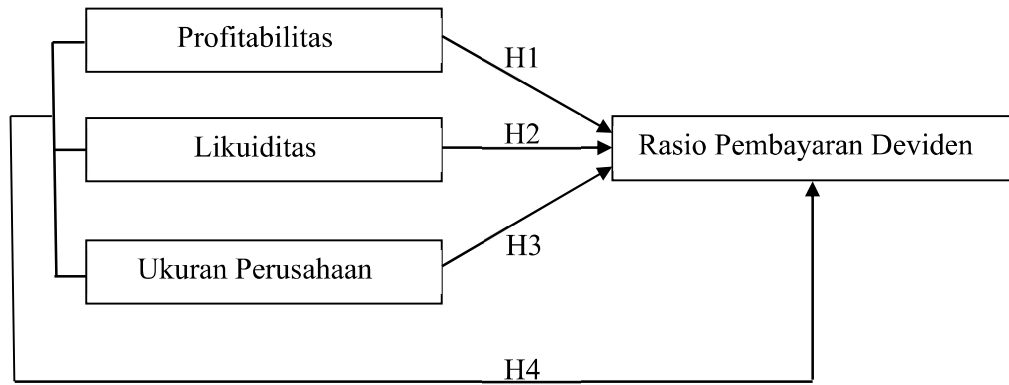 Profitabilitas
H1
Likuiditas
H2
Rasio Pembayaran Deviden
Ukuran Perusahaan
H3
H4